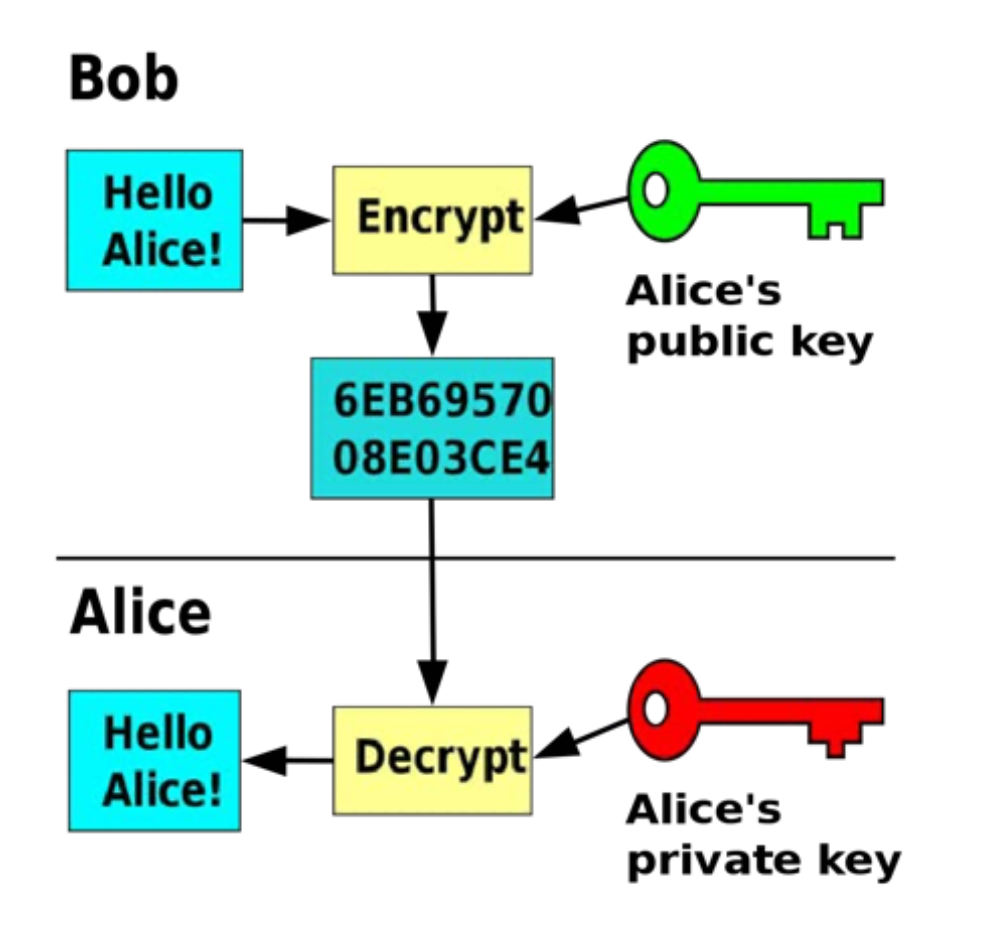 Bob
Hello
Alice!
Encrypt
Alice's
public key
6EB69570
08E03CE4
Alice
Hello
Alice!
Decrypt
Alice's
private key